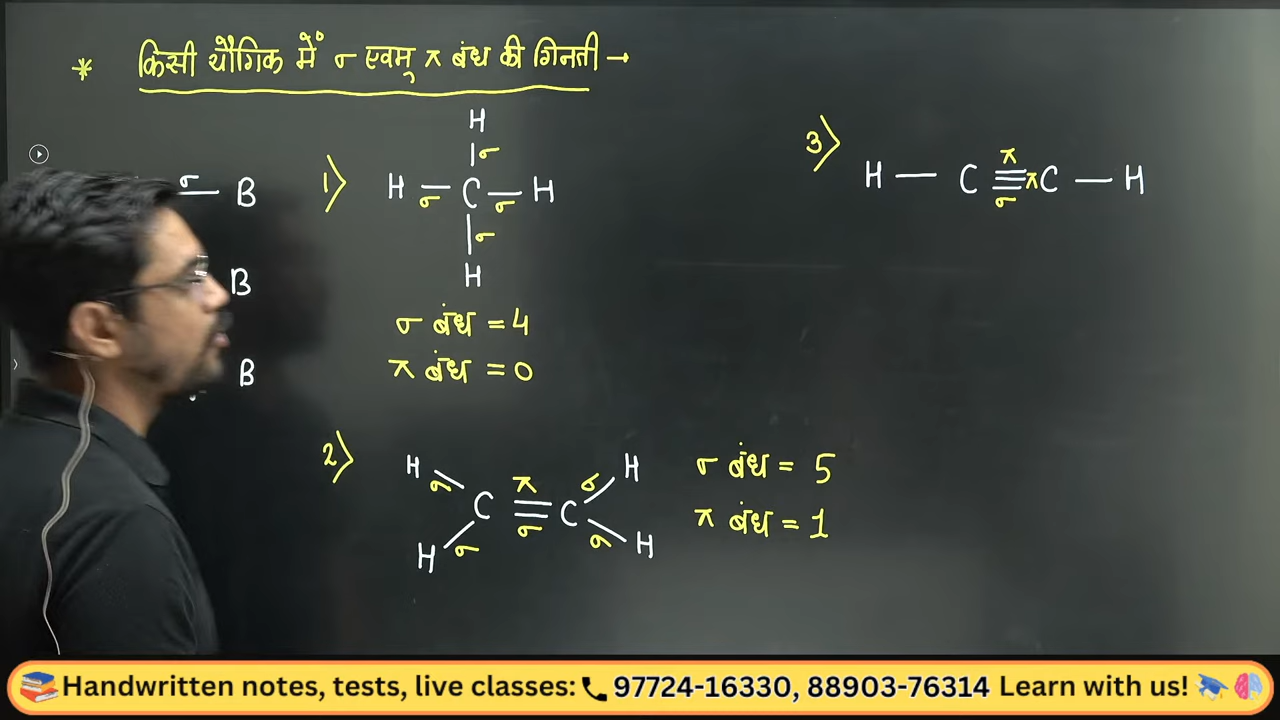 * किसी यौगिक में σ एवम् π बंध की गिनती →
σ
B
B
B
1)
H
σ
H C H
σ σ
σ
H
σ बंध = 4
π बंध = 0
2)
H H
σ π σ
C C
σ σ σ
H H
σ बंध = 5
π बंध = 1
3)
π
H — C ≡ π C — H
σ
Handwritten notes, tests, live classes: 97724-16330, 88903-76314 Learn with us!